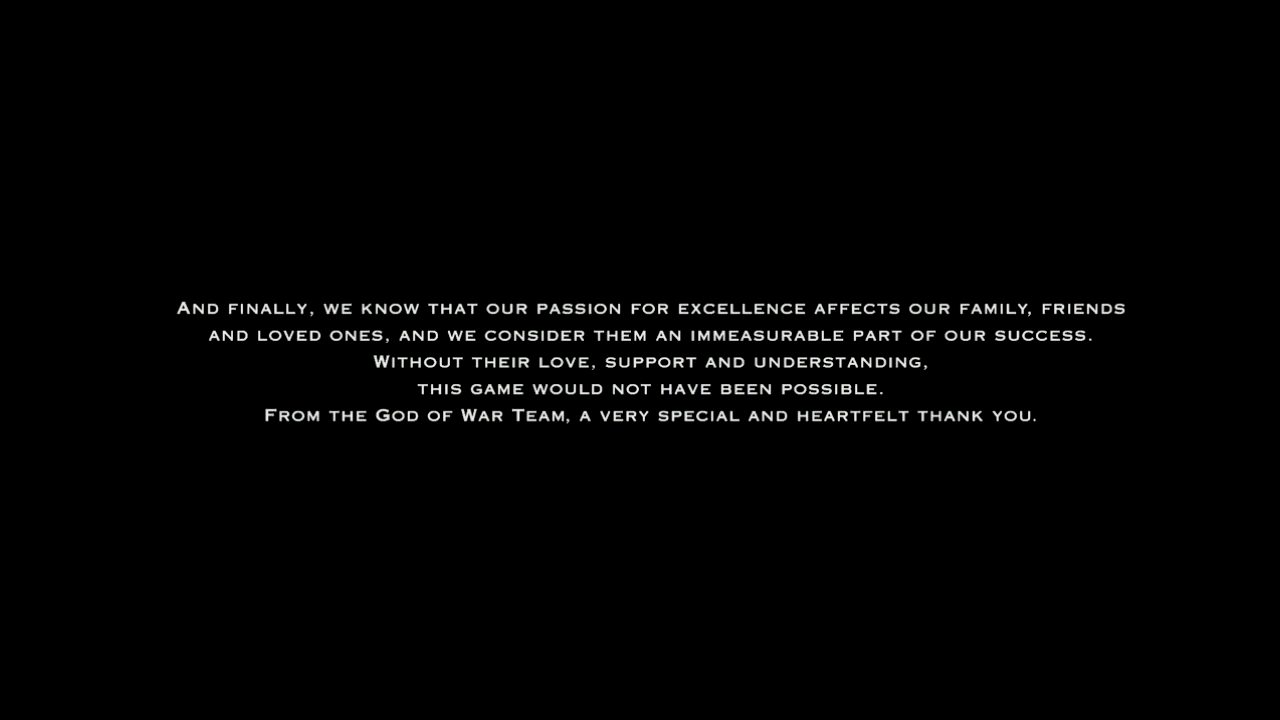 And finally, we know that our passion for excellence affects our family, friends
and loved ones, and we consider them an immeasurable part of our success.
Without their love, support and understanding,
this game would not have been possible.
From the God of War Team, a very special and heartfelt thank you.